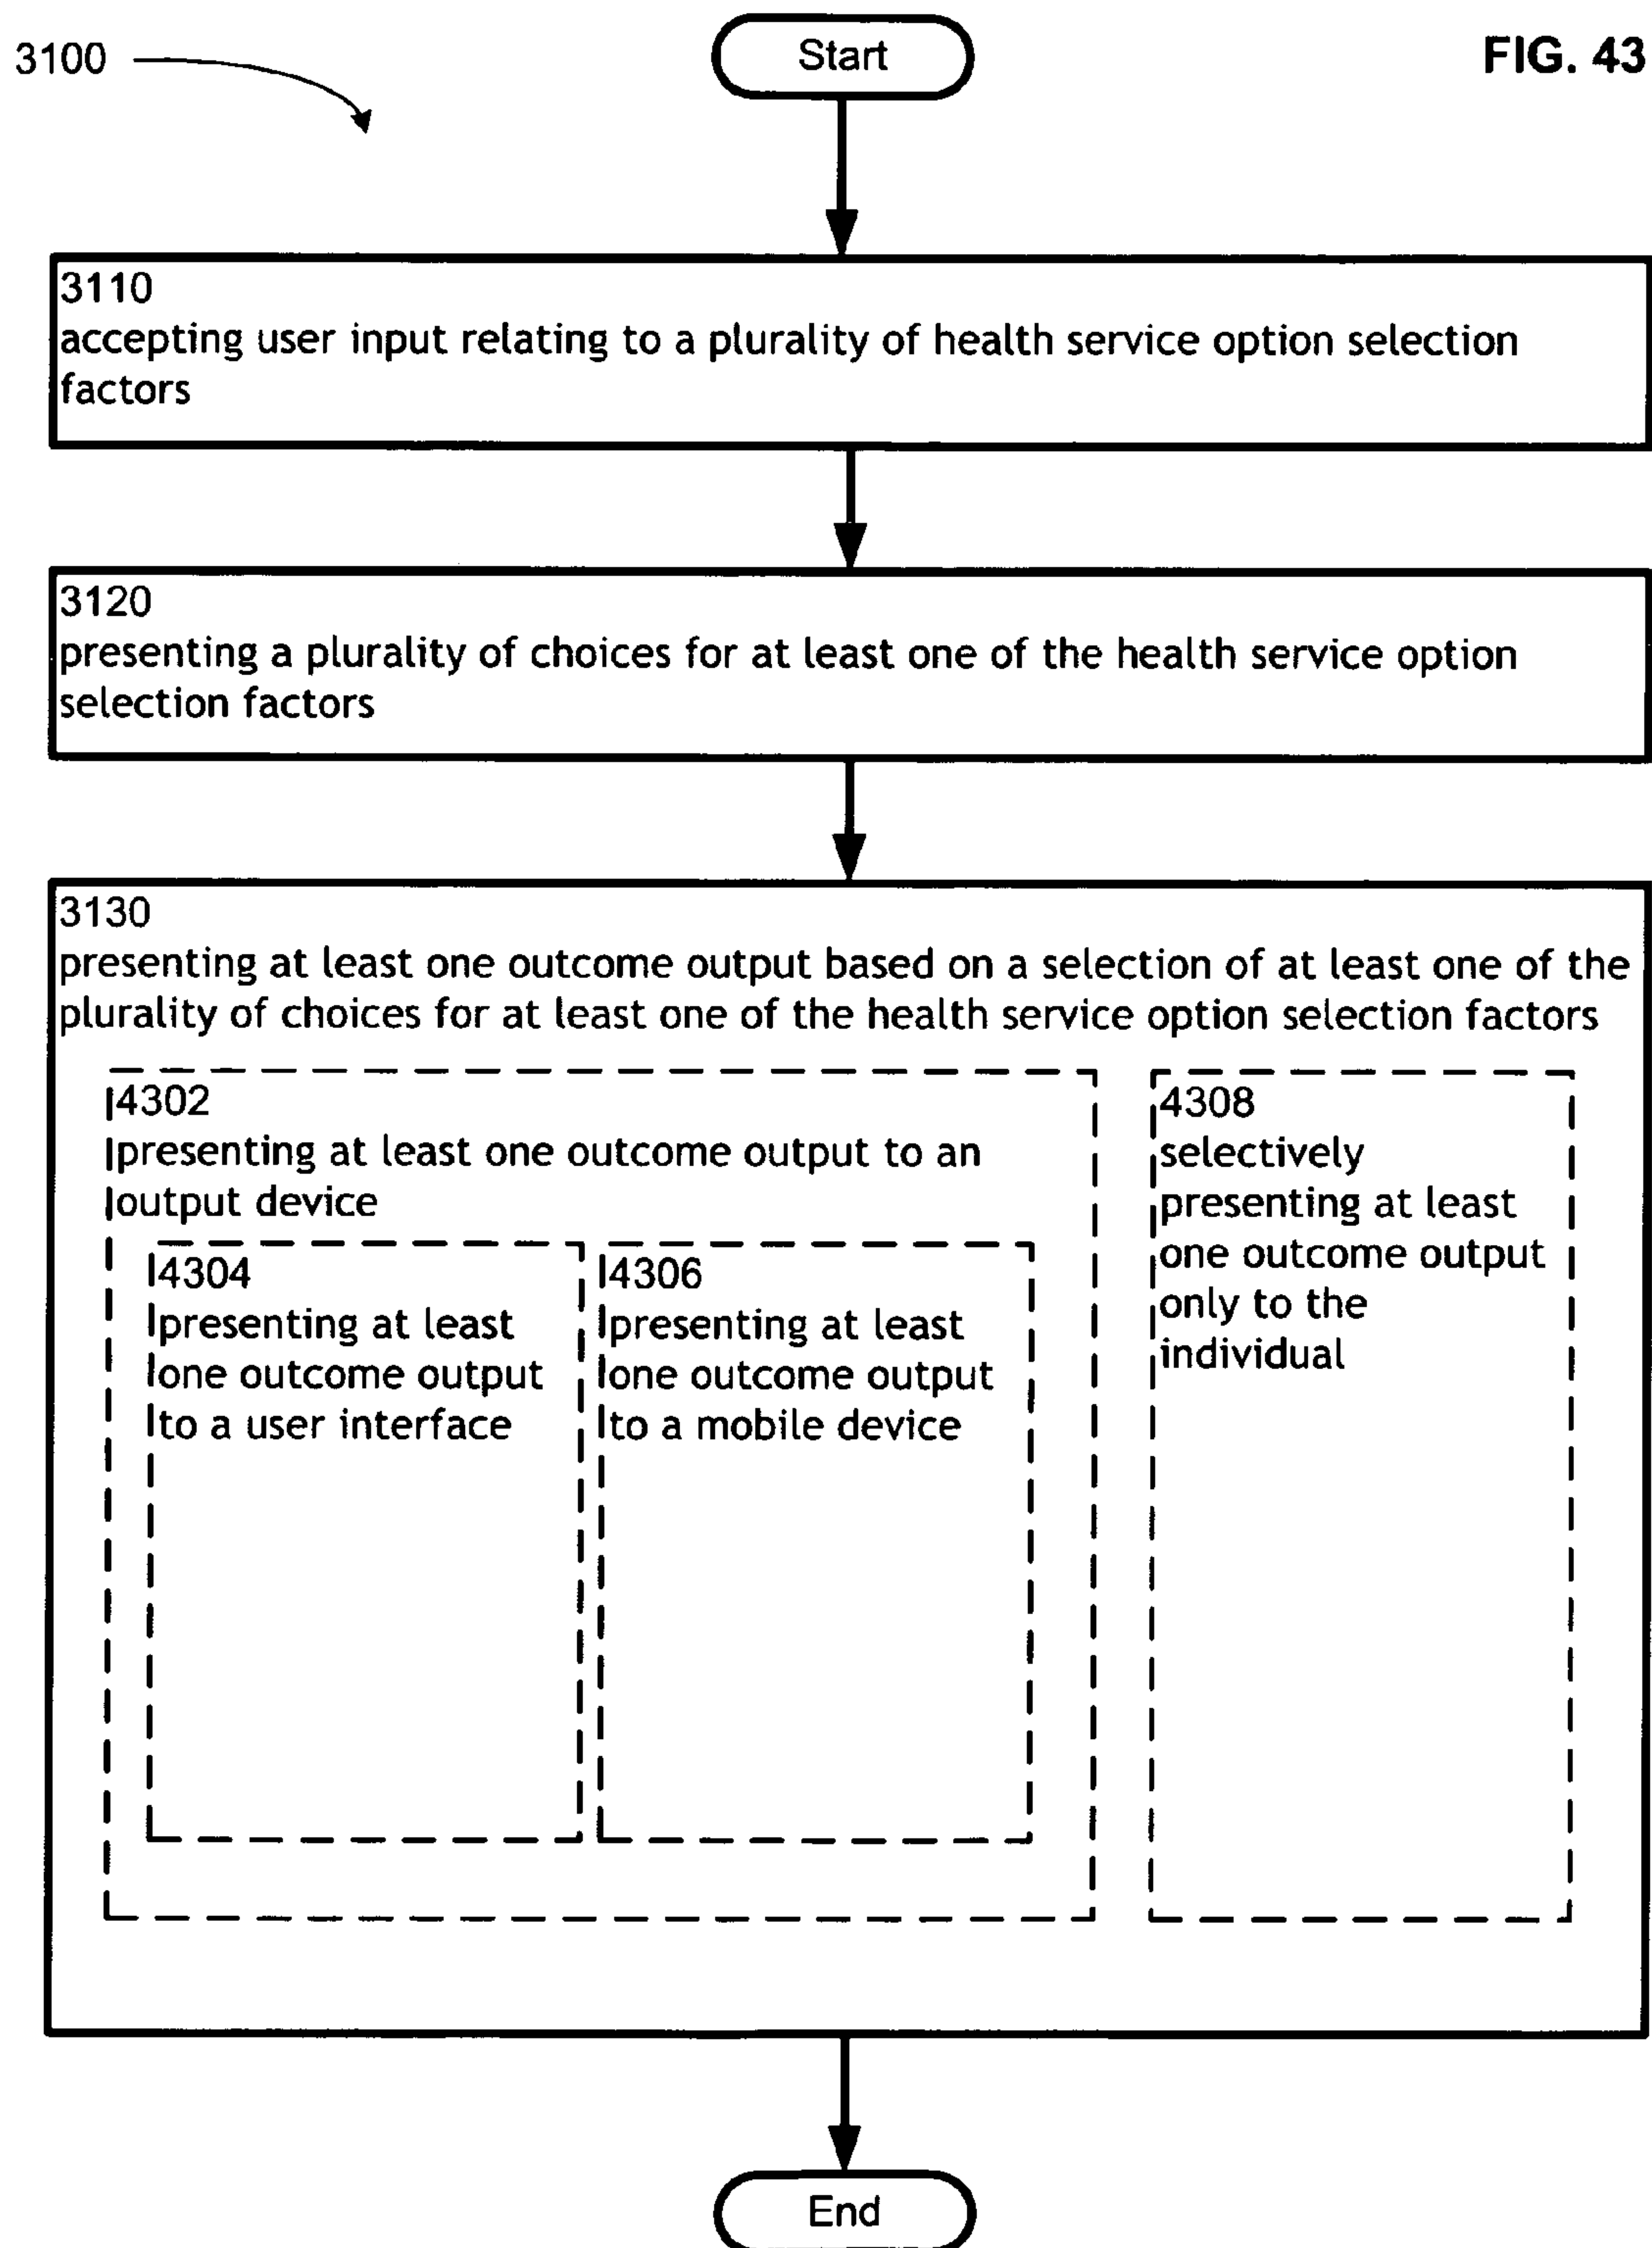 3100
Start
FIG. 43
3110
accepting user input relating to a plurality of health service option selection
factors
3120
presenting a plurality of choices for at least one of the health service option
selection factors
3130
presenting at least one outcome output based on a selection of at least one of the
plurality of choices for at least one of the health service option selection factors
4302
presenting at least one outcome output to an
output device
4304
presenting at least
one outcome output
to a user interface
4306
presenting at least
one outcome output
to a mobile device
4308
selectively
presenting at least
one outcome output
only to the
individual
End